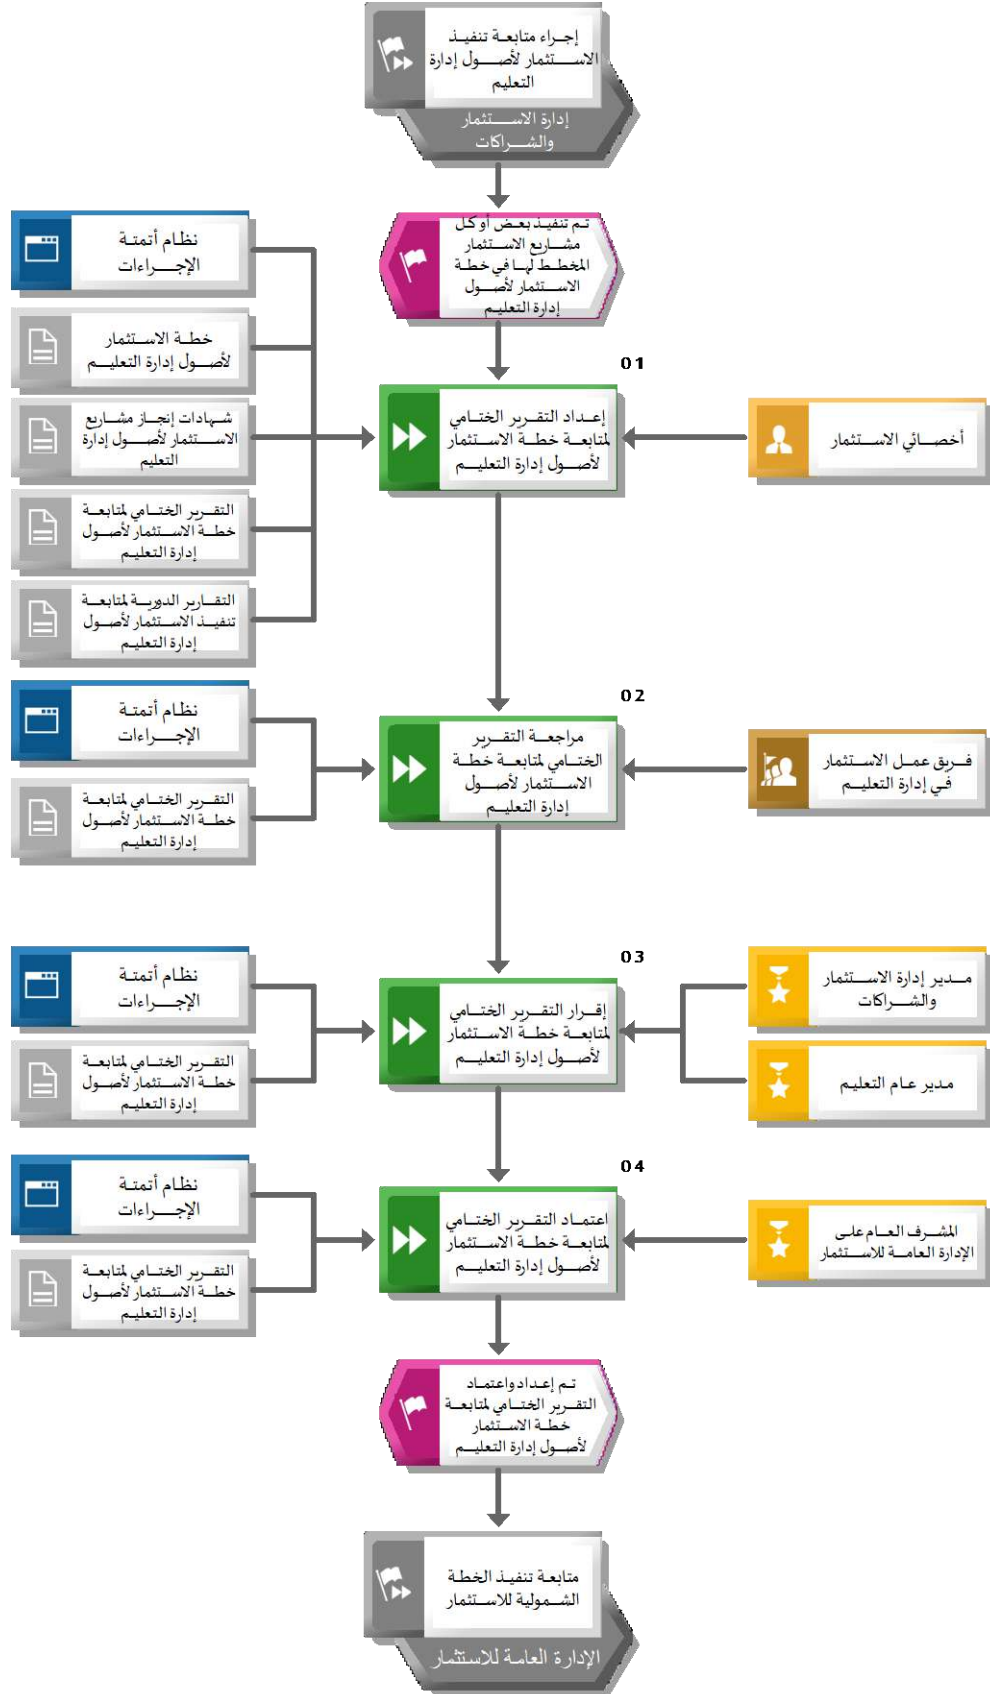 إجراء متابعة تنفيذ
الاستثمار لأصول إدارة
التعليم
إدارة الاستثمار
والشراكات
تم تنفيذ بعض أو كل
مشاريع الاستثمار
المخطط لها في خطة
الاستثمار لأصول
إدارة التعليم
01
إعداد التقرير الختامي
لمتابعة خطة الاستثمار
لأصول إدارة التعليم
أخصائي الاستثمار
نظام أتمتة
الإجراءات
خطة الاستثمار
لأصول إدارة التعليم
شهادات إنجاز مشاريع
الاستثمار لأصول إدارة
التعليم
التقرير الختامي لمتابعة
خطة الاستثمار لأصول
إدارة التعليم
التقارير الدورية لمتابعة
تنفيذ الاستثمار لأصول
إدارة التعليم
02
مراجعة التقرير
الختامي لمتابعة خطة
الاستثمار لأصول
إدارة التعليم
فريق عمل الاستثمار
في إدارة التعليم
نظام أتمتة
الإجراءات
التقرير الختامي لمتابعة
خطة الاستثمار لأصول
إدارة التعليم
03
إقرار التقرير الختامي
لمتابعة خطة الاستثمار
لأصول إدارة التعليم
مدير إدارة الاستثمار
والشراكات
مدير عام التعليم
نظام أتمتة
الإجراءات
التقرير الختامي لمتابعة
خطة الاستثمار لأصول
إدارة التعليم
04
اعتماد التقرير الختامي
لمتابعة خطة الاستثمار
لأصول إدارة التعليم
المشرف العام على
الإدارة العامة للاستثمار
نظام أتمتة
الإجراءات
التقرير الختامي لمتابعة
خطة الاستثمار لأصول
إدارة التعليم
تم إعداد واعتماد
التقرير الختامي لمتابعة
خطة الاستثمار
لأصول إدارة التعليم
متابعة تنفيذ الخطة
الشمولية للاستثمار
الإدارة العامة للاستثمار